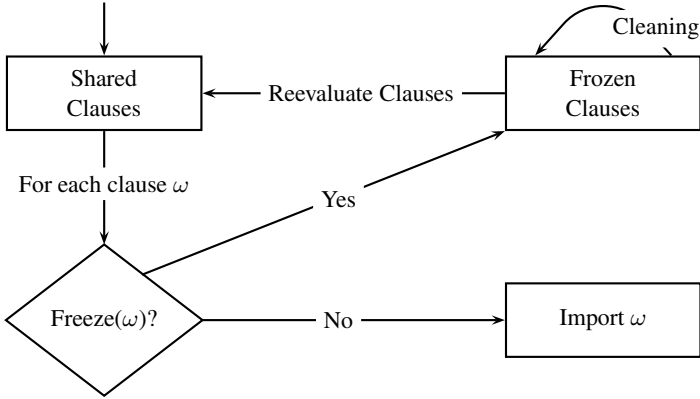 Cleaning
Shared
Clauses
Reevaluate Clauses
Frozen
Clauses
For each clause ω
Yes
Freeze(ω)?
No
Import ω